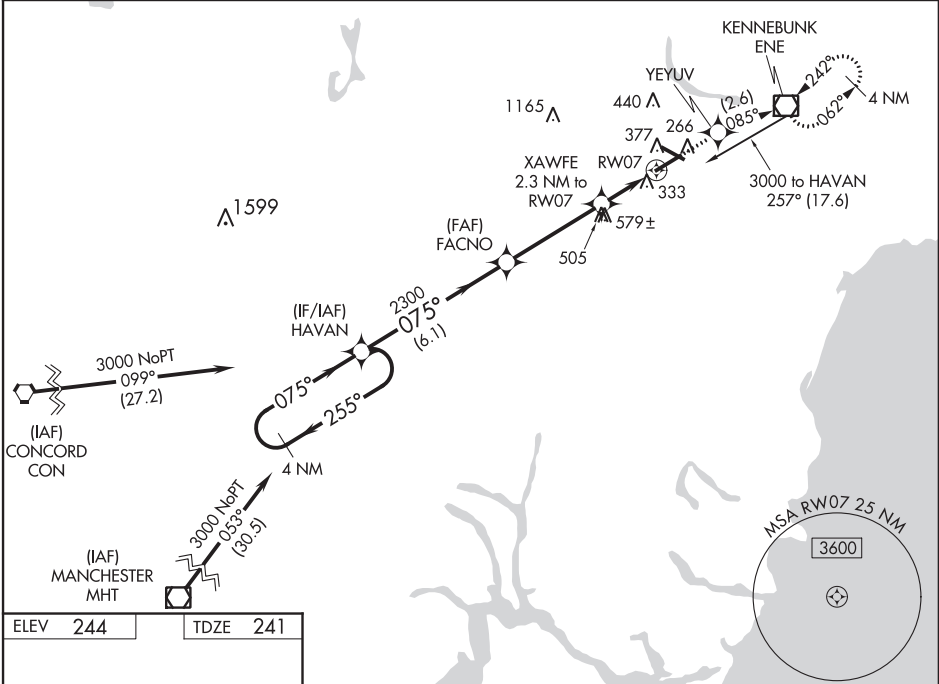 KENNEBUNK
ENE
YEYUV
242°
062°
4 NM
(2.6)
085°
1165
440
377
266
XAWFE
2.3 NM to
RW07
RW07
333
3000 to HAVAN
257° (17.6)
1599
579±
505
(FAF)
FACNO
(IF/IAF)
HAVAN
2300
075°
(6.1)
3000 NoPT
099°
(27.2)
075°
255°
(IAF)
CONCORD
CON
4 NM
3000 NoPT
053°
(30.5)
(IAF)
MANCHESTER
MHT
MSA RW07 25 NM
3600
ELEV 244
TDZE 241